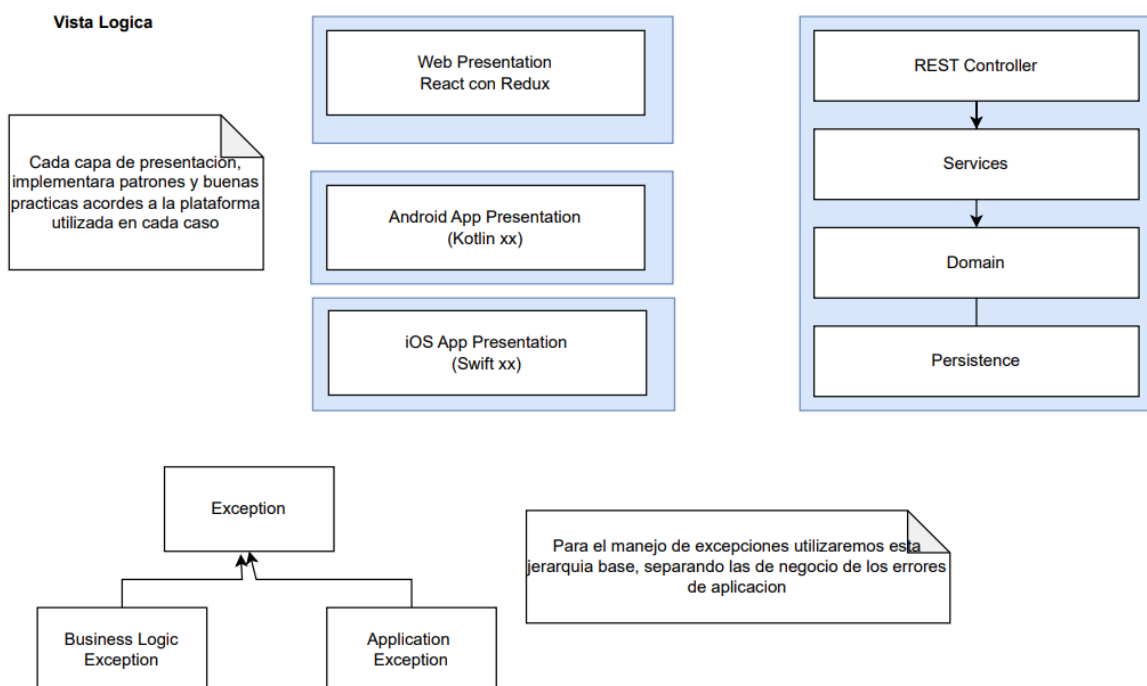 Vista Logica
Web Presentation
React con Redux
REST Controller
Cada capa de presentación,
implementara patrones y buenas
practicas acordes a la plataforma
utilizada en cada caso
Services
Android App Presentation
(Kotlin xx)
Domain
iOS App Presentation
(Swift xx)
Persistence
Exception
Para el manejo de excepciones utilizaremos esta
jerarquia base, separando las de negocio de los errores
de aplicacion
Business Logic
Exception
Application
Exception